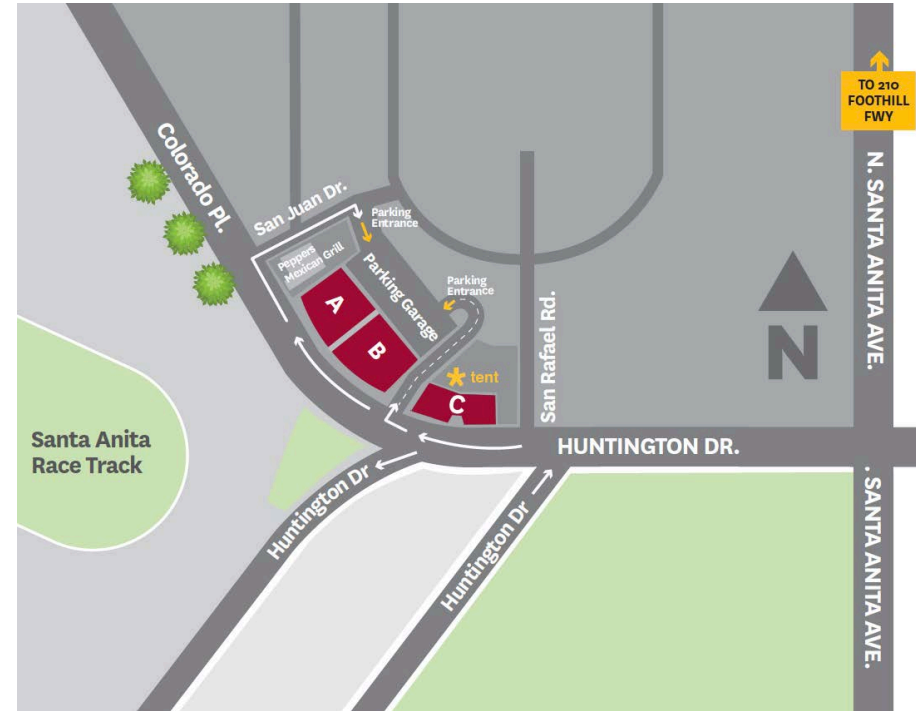 TO 210
FOOTHILL
FWY
Colorado Pl.
N. SANTA ANITA AVE.
San Juan Dr.
Parking
Entrance
Peppers
Mexican Grill
Parking Garage
Parking
Entrance
A
B
tent
C
San Rafael Rd.
N
Santa Anita
Race Track
HUNTINGTON DR.
Huntington Dr
Huntington Dr
. SANTA ANITA AVE.